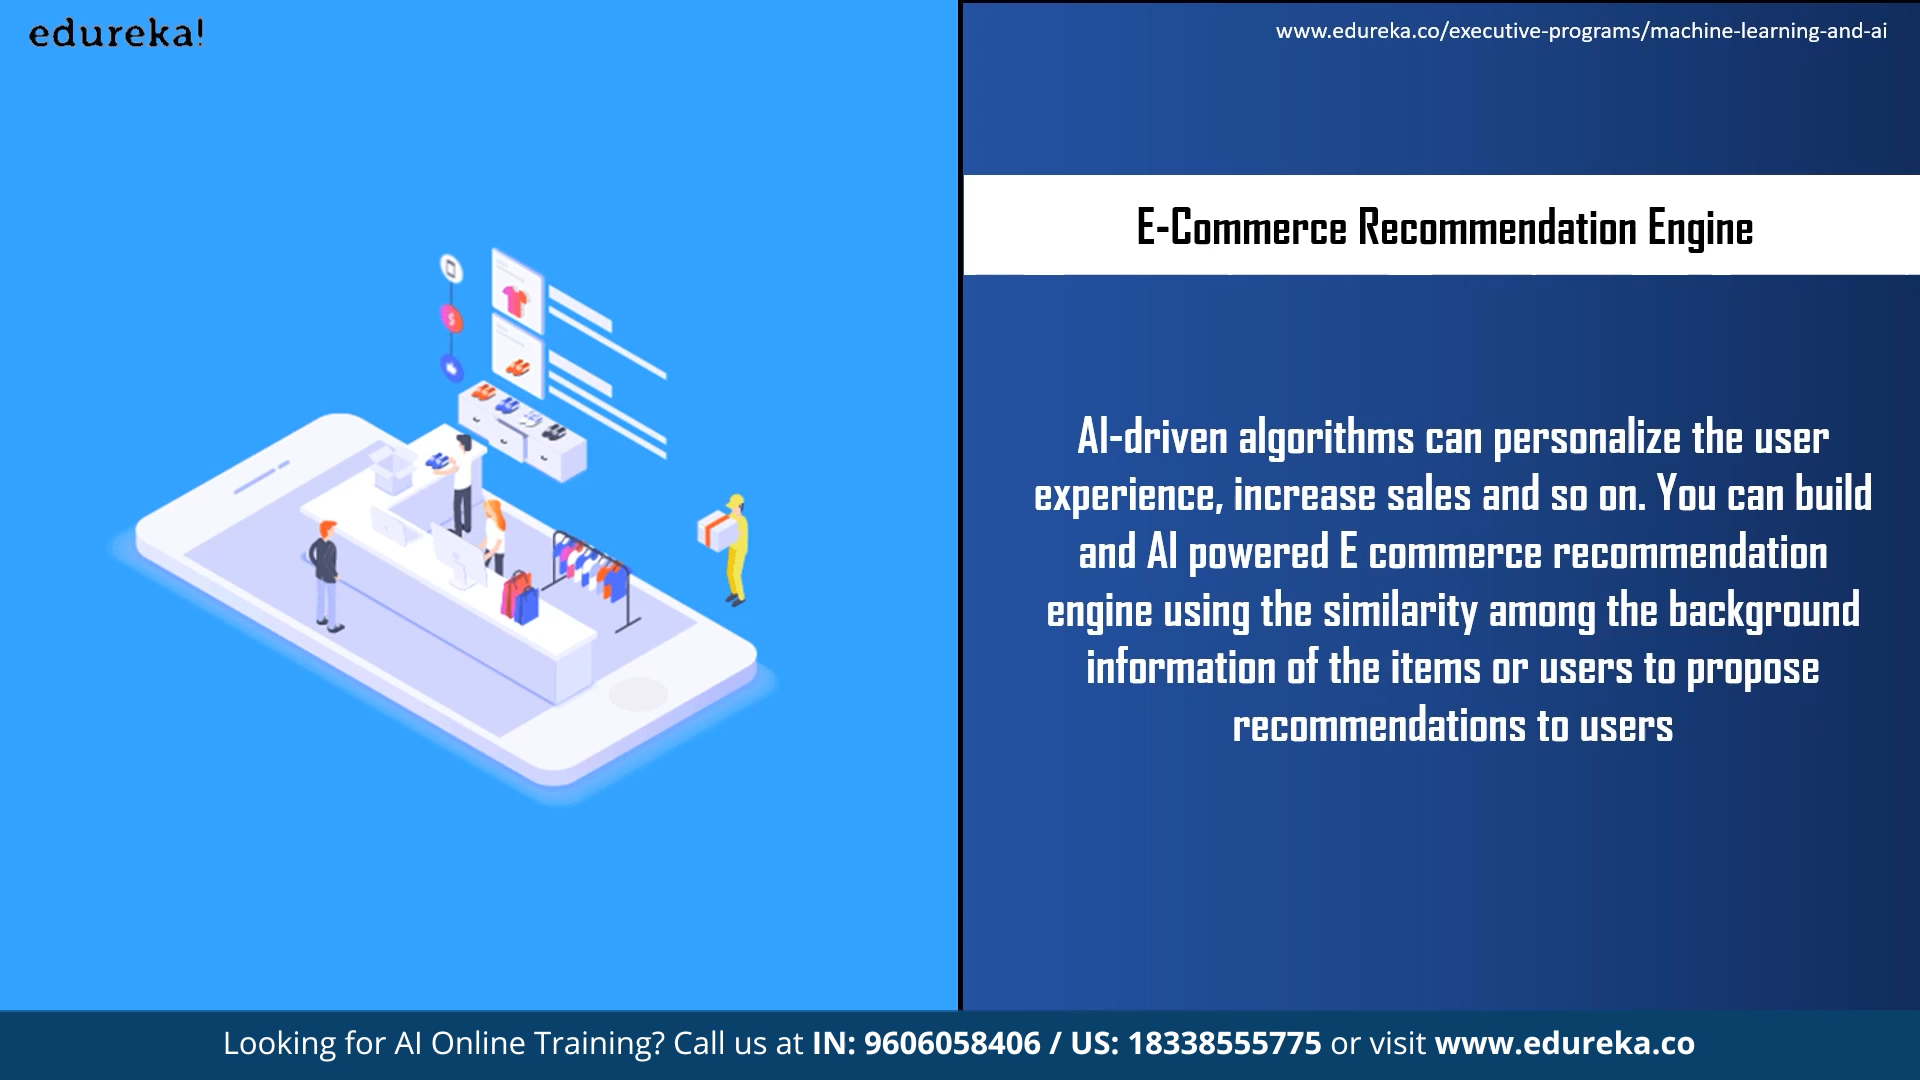 edureka!
www.edureka.co/executive-programs/machine-learning-and-ai
E-Commerce Recommendation Engine
AI-driven algorithms can personalize the user
experience, increase sales and so on. You can build
and AI powered E commerce recommendation
engine using the similarity among the background
information of the items or users to propose
recommendations to users
Looking for AI Online Training? Call us at IN: 9606058406 / US: 18338555775 or visit www.edureka.co